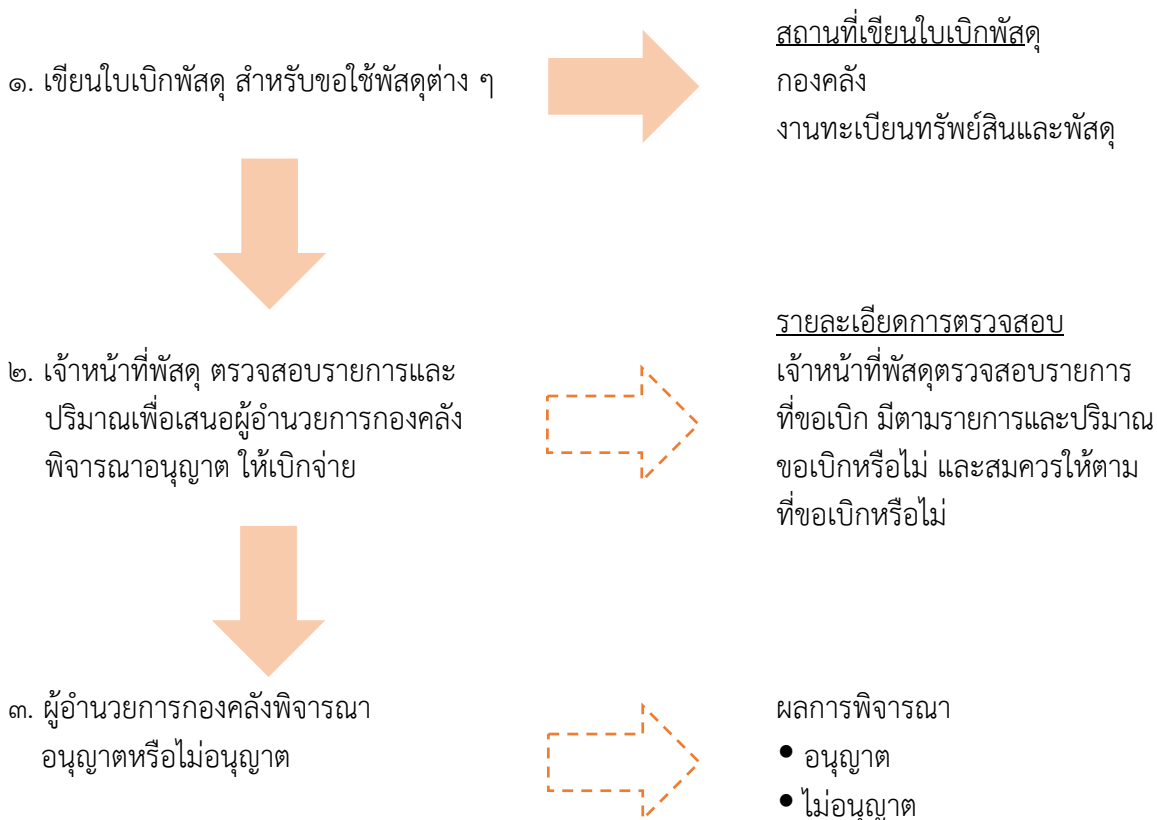 ๑. เขียนใบเบิกพัสดุ สำหรับขอใช้พัสดุต่าง ๆ
สถานที่เขียนใบเบิกพัสดุ
กองคลัง
งานทะเบียนทรัพย์สินและพัสดุ
๒. เจ้าหน้าที่พัสดุ ตรวจสอบรายการและ
ปริมาณเพื่อเสนอผู้อำนวยการกองคลัง
พิจารณาอนุญาต ให้เบิกจ่าย
รายละเอียดการตรวจสอบ
เจ้าหน้าที่พัสดุตรวจสอบรายการ
ที่ขอเบิก มีตามรายการและปริมาณ
ขอเบิกหรือไม่ และสมควรให้ตาม
ที่ขอเบิกหรือไม่
๓. ผู้อำนวยการกองคลังพิจารณา
อนุญาตหรือไม่อนุญาต
ผลการพิจารณา
• อนุญาต
• ไม่อนุญาต